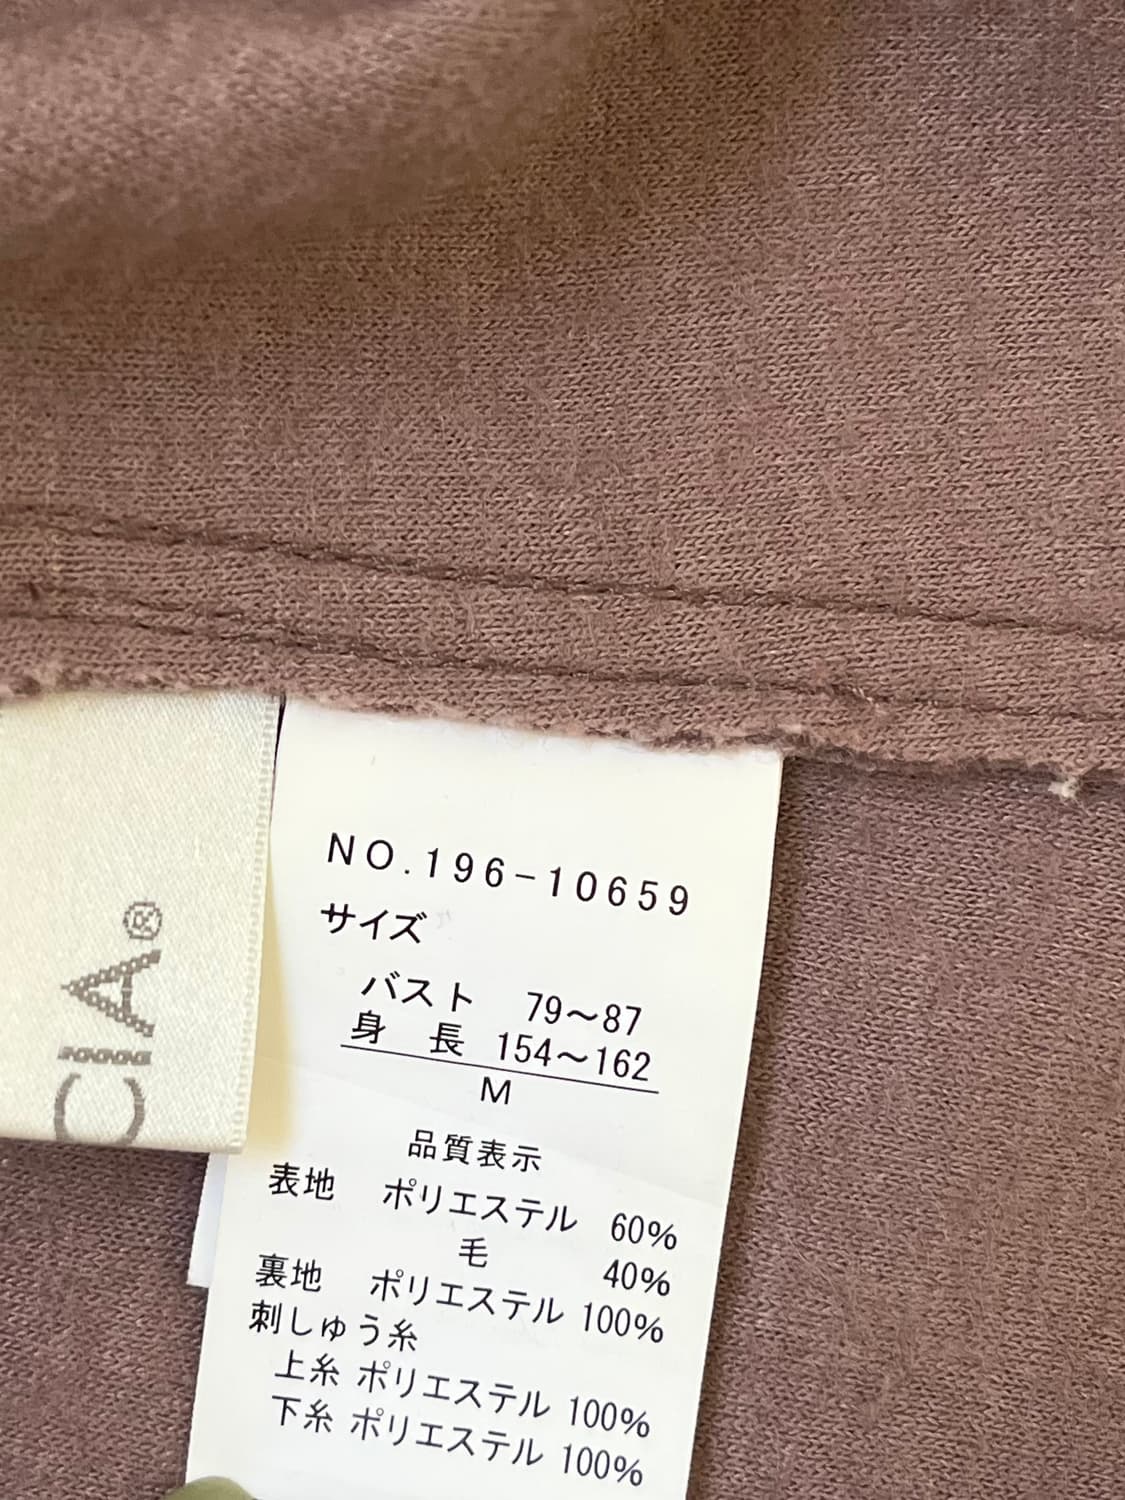 CIA®
NO.196-10659
サイズ
バスト 79〜87
身 長 154〜162
M
品質表示
表地 ポリエステル 60%
毛 40%
裏地 ポリエステル 100%
刺しゅう糸
上糸 ポリエステル 100%
下糸 ポリエステル 100%